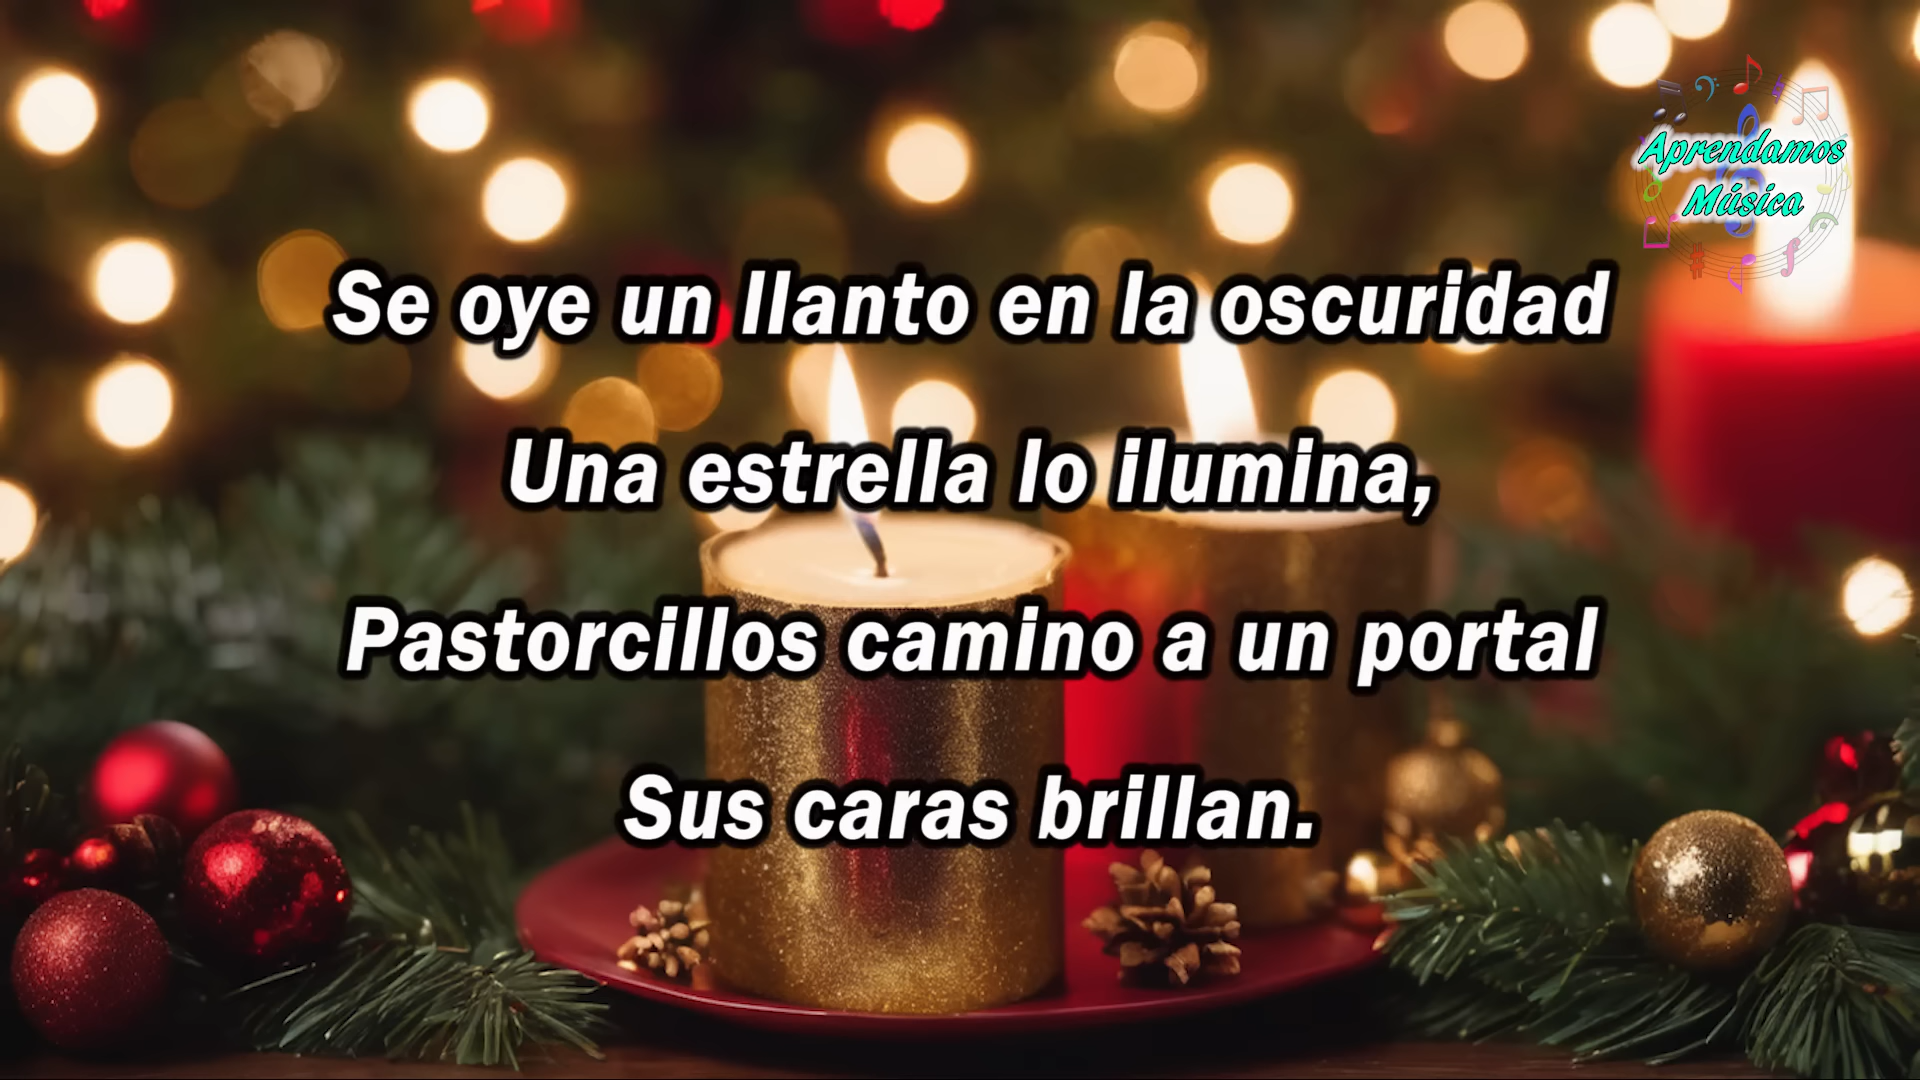 Aprendamos
Música
Se oye un llanto en la oscuridad
Una estrella lo ilumina,
Pastorcillos camino a un portal
Sus caras brillan.